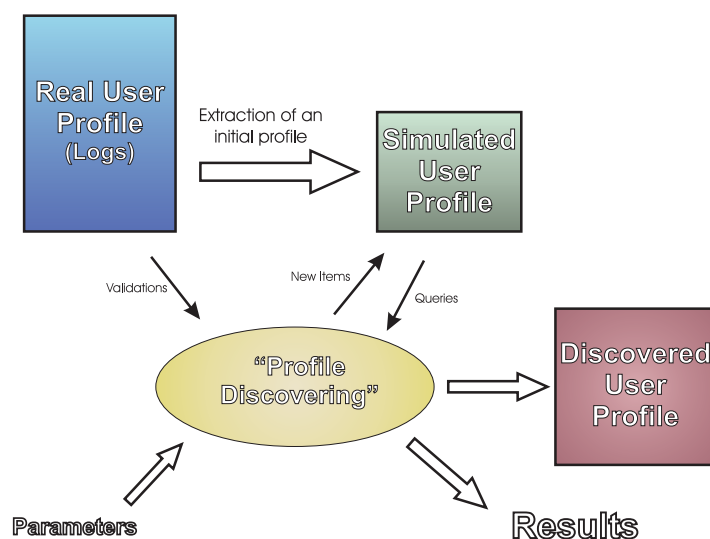 Real User
Profile
(Logs)
Extraction of an
initial profile
Simulated
User
Profile
Validations
New Items
Queries
“Profile
Discovering”
Discovered
User
Profile
Parameters
Results